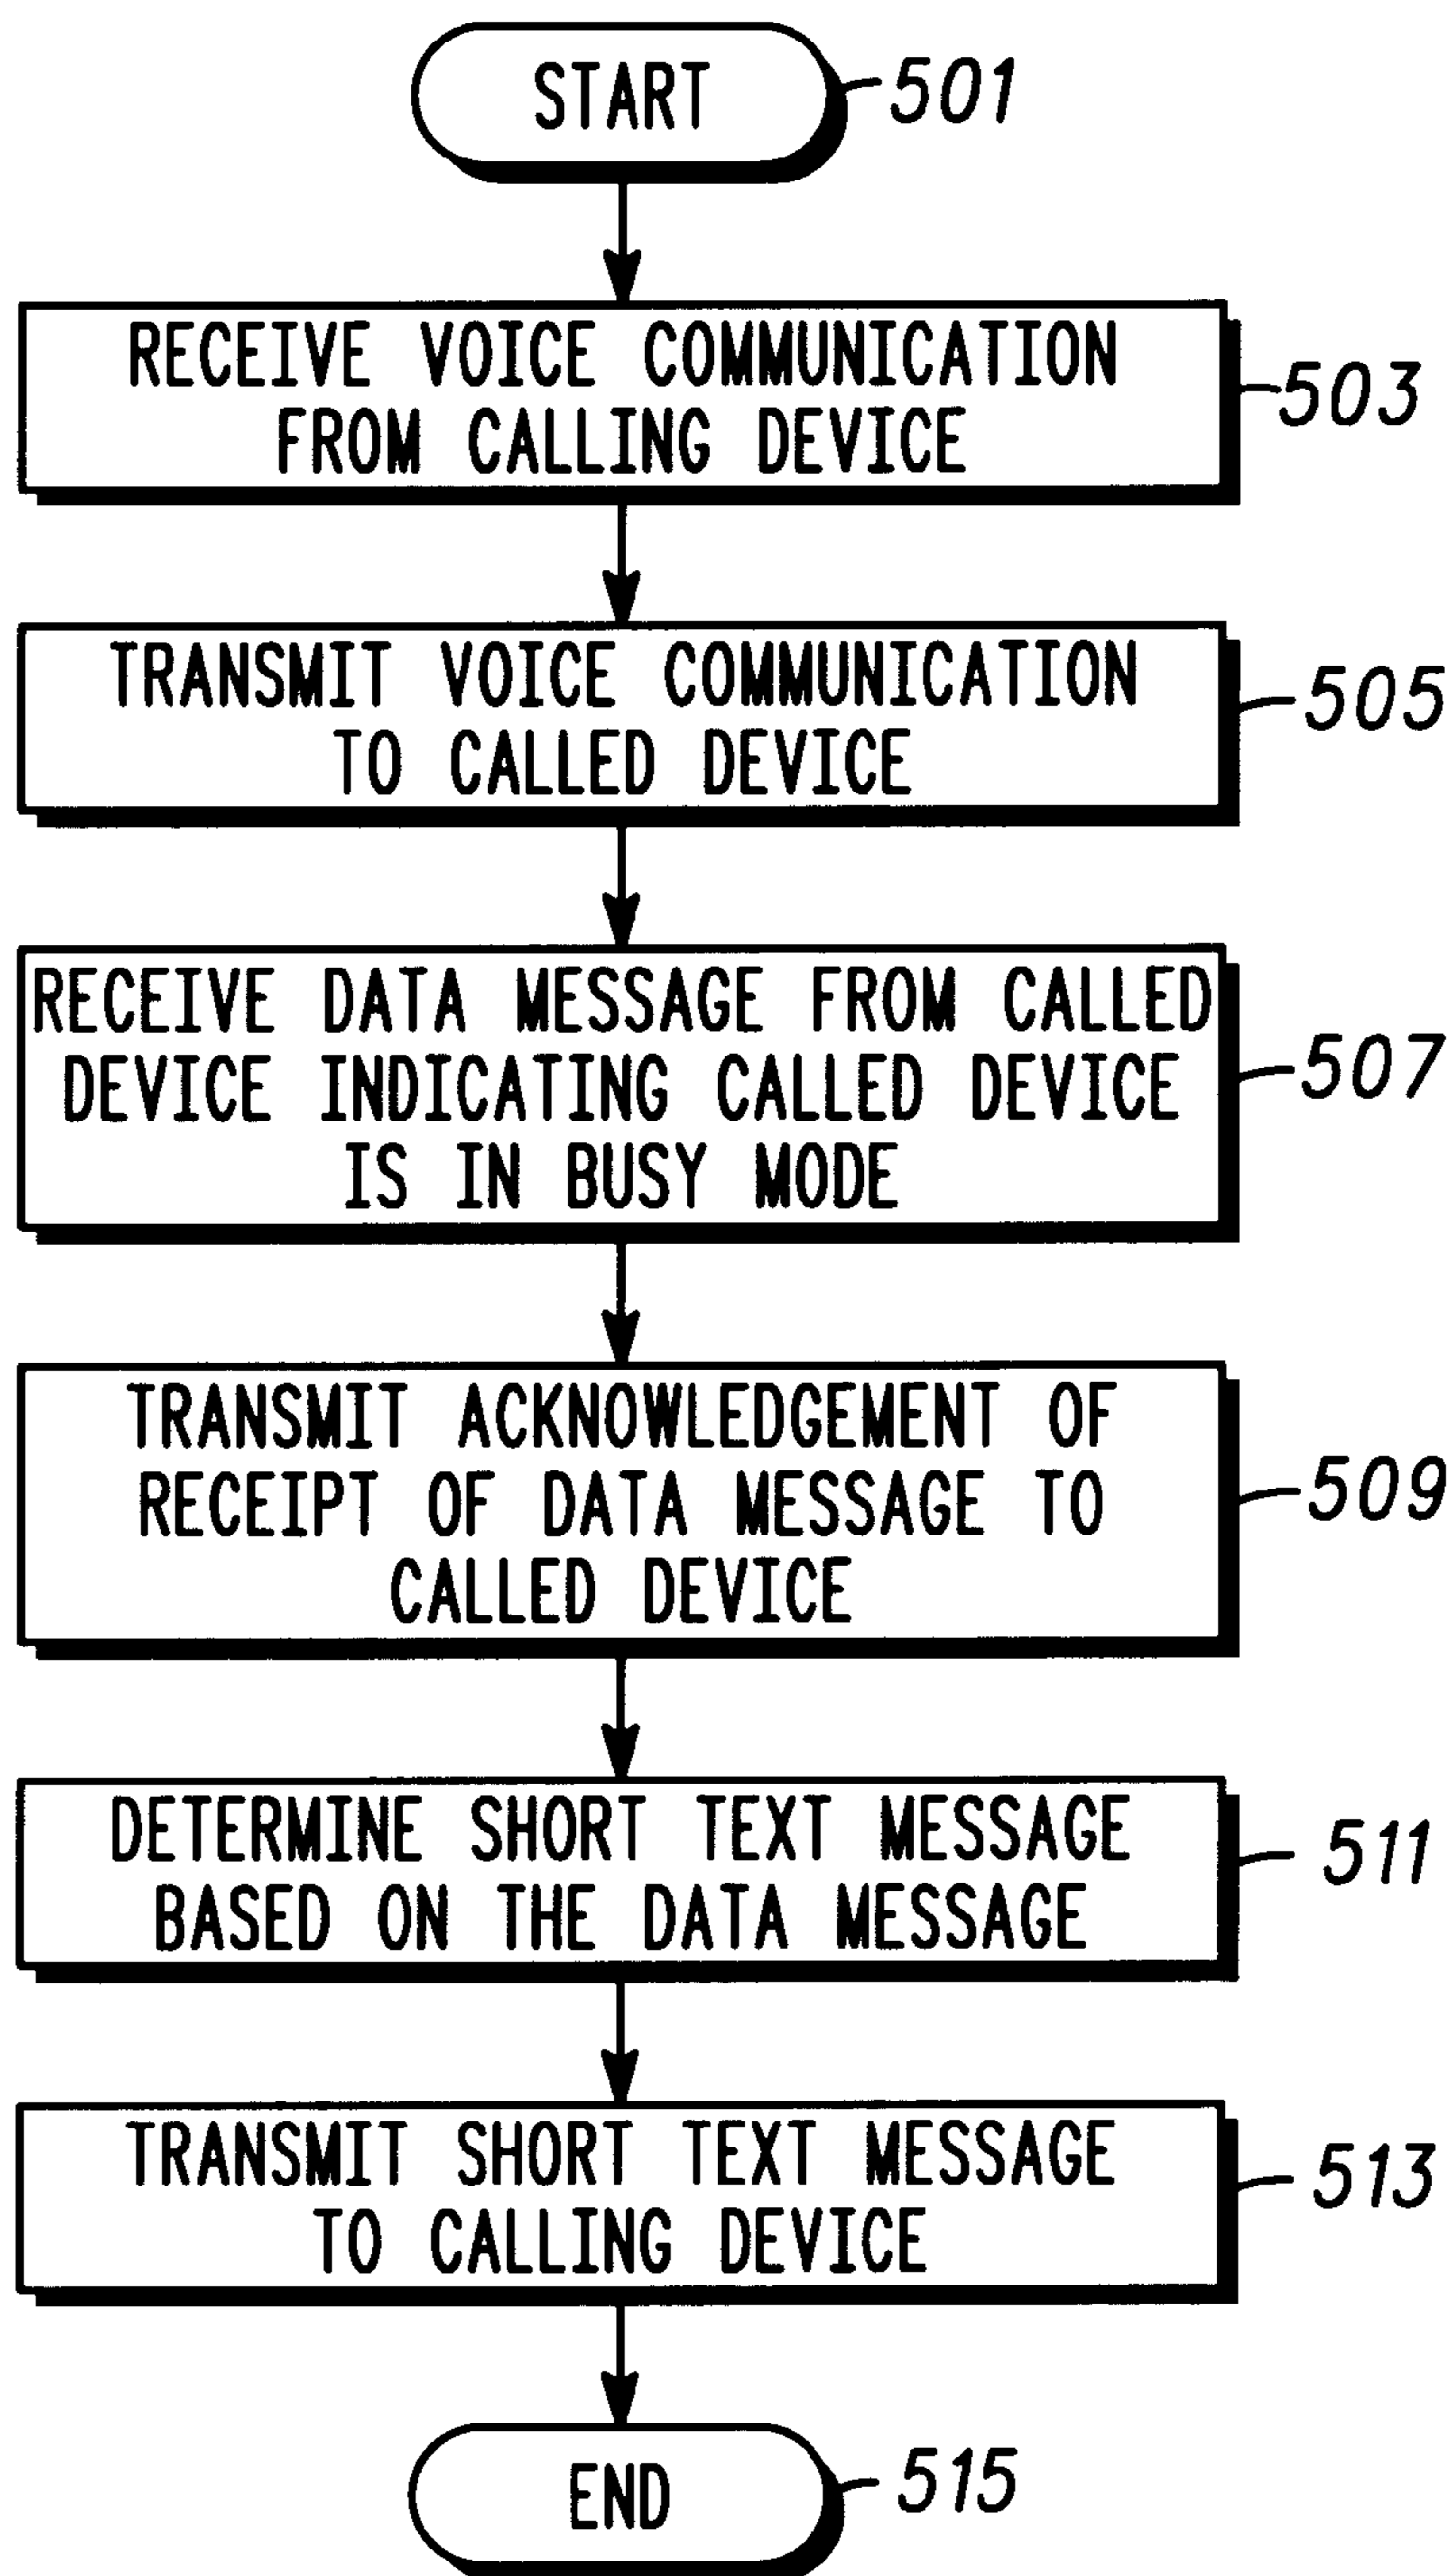 START
501
RECEIVE VOICE COMMUNICATION
FROM CALLING DEVICE
503
TRANSMIT VOICE COMMUNICATION
TO CALLED DEVICE
505
RECEIVE DATA MESSAGE FROM CALLED
DEVICE INDICATING CALLED DEVICE
IS IN BUSY MODE
507
TRANSMIT ACKNOWLEDGEMENT OF
RECEIPT OF DATA MESSAGE TO
CALLED DEVICE
509
DETERMINE SHORT TEXT MESSAGE
BASED ON THE DATA MESSAGE
511
TRANSMIT SHORT TEXT MESSAGE
TO CALLING DEVICE
513
END
515